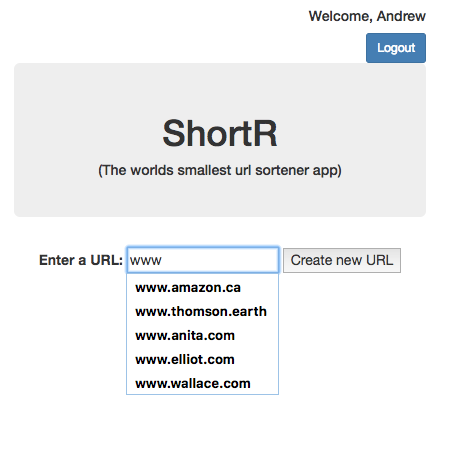 Welcome, Andrew
Logout
ShortR
(The worlds smallest url sortener app)
Enter a URL: www Create new URL
www.amazon.ca
www.thomson.earth
www.anita.com
www.elliot.com
www.wallace.com